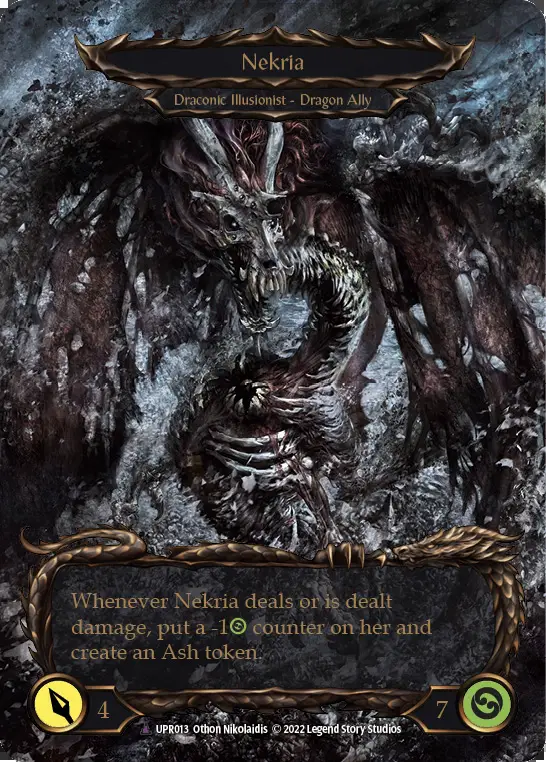 Nekria
Draconic Illusionist - Dragon Ally
Whenever Nekria deals or is dealt
damage, put a -1 counter on her and
create an Ash token.
4
7
UPR013 Othon Nikolaidis © 2022 Legend Story Studios